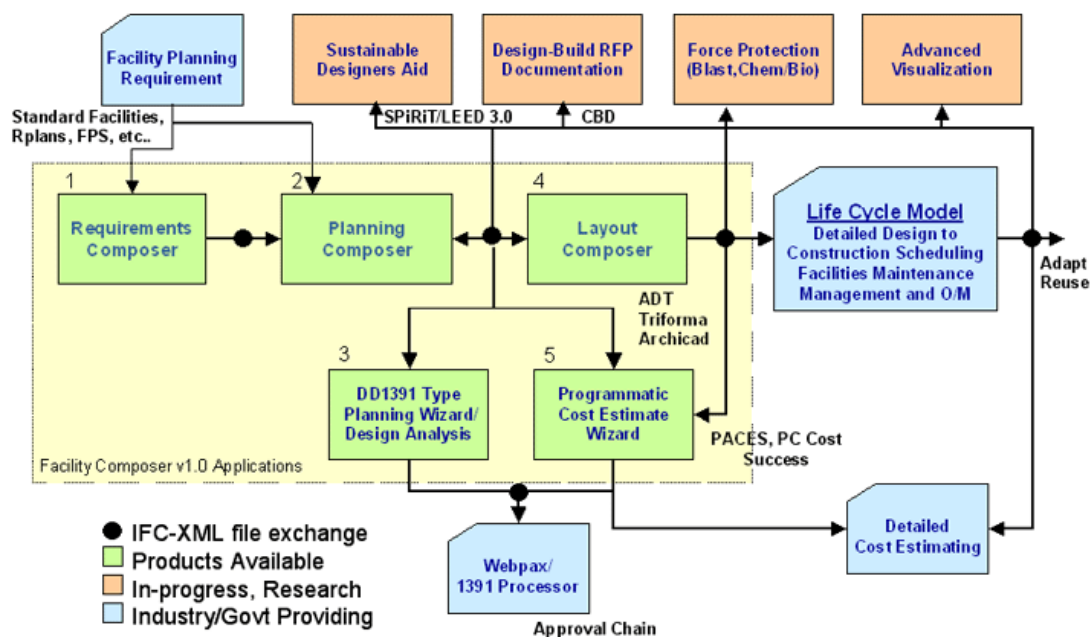 Facility Planning
Requirement
Sustainable
Designers Aid
Design-Build RFP
Documentation
Force Protection
(Blast,Chem/Bio)
Advanced
Visualization
Standard Facilities,
Rplans, FPS, etc..
SPiRiT/LEED 3.0
CBD
1
Requirements
Composer
2
Planning
Composer
4
Layout
Composer
Life Cycle Model
Detailed Design to
Construction Scheduling
Facilities Maintenance
Management and O/M
Adapt
Reuse
ADT
Triforma
Archicad
3
DD1391 Type
Planning Wizard/
Design Analysis
5
Programmatic
Cost Estimate
Wizard
PACES, PC Cost
Success
Facility Composer v1.0 Applications
IFC-XML file exchange
Products Available
In-progress, Research
Industry/Govt Providing
Webpax/
1391 Processor
Approval Chain
Detailed
Cost Estimating